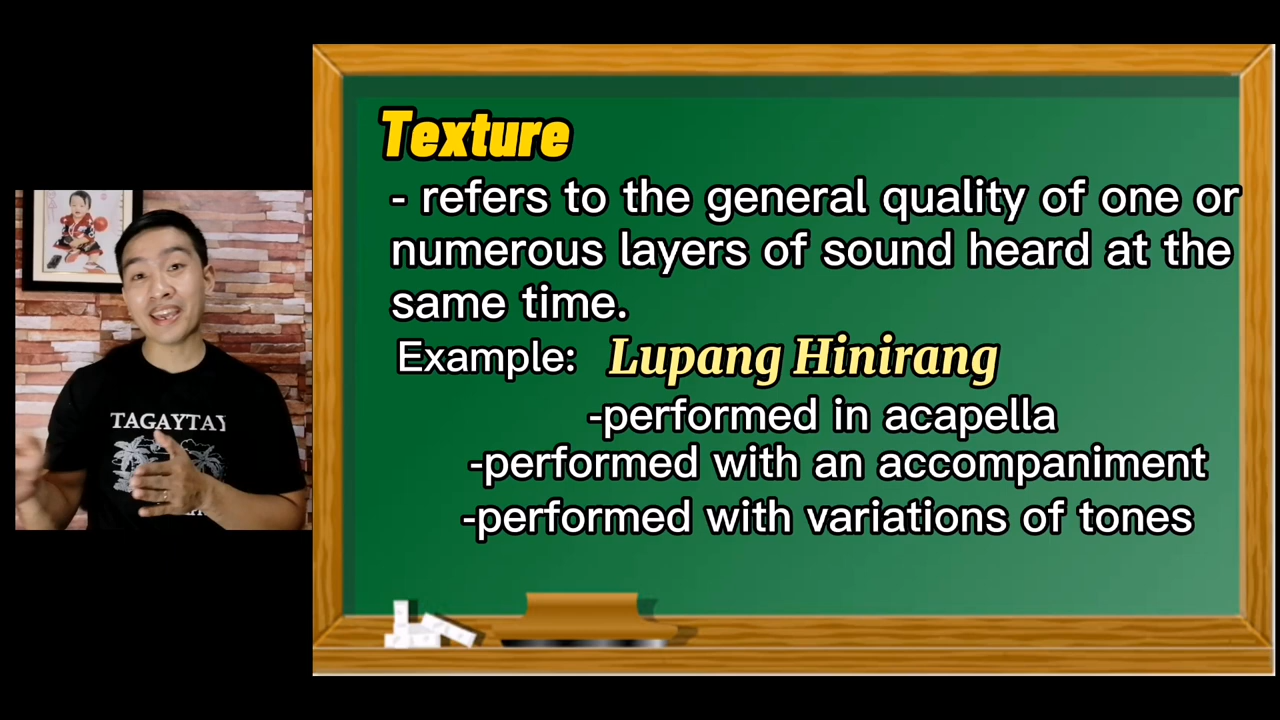 Texture
- refers to the general quality of one or
numerous layers of sound heard at the
same time.
Example: Lupang Hinirang
-performed in acapella
-performed with an accompaniment
-performed with variations of tones
TAGAYTAY